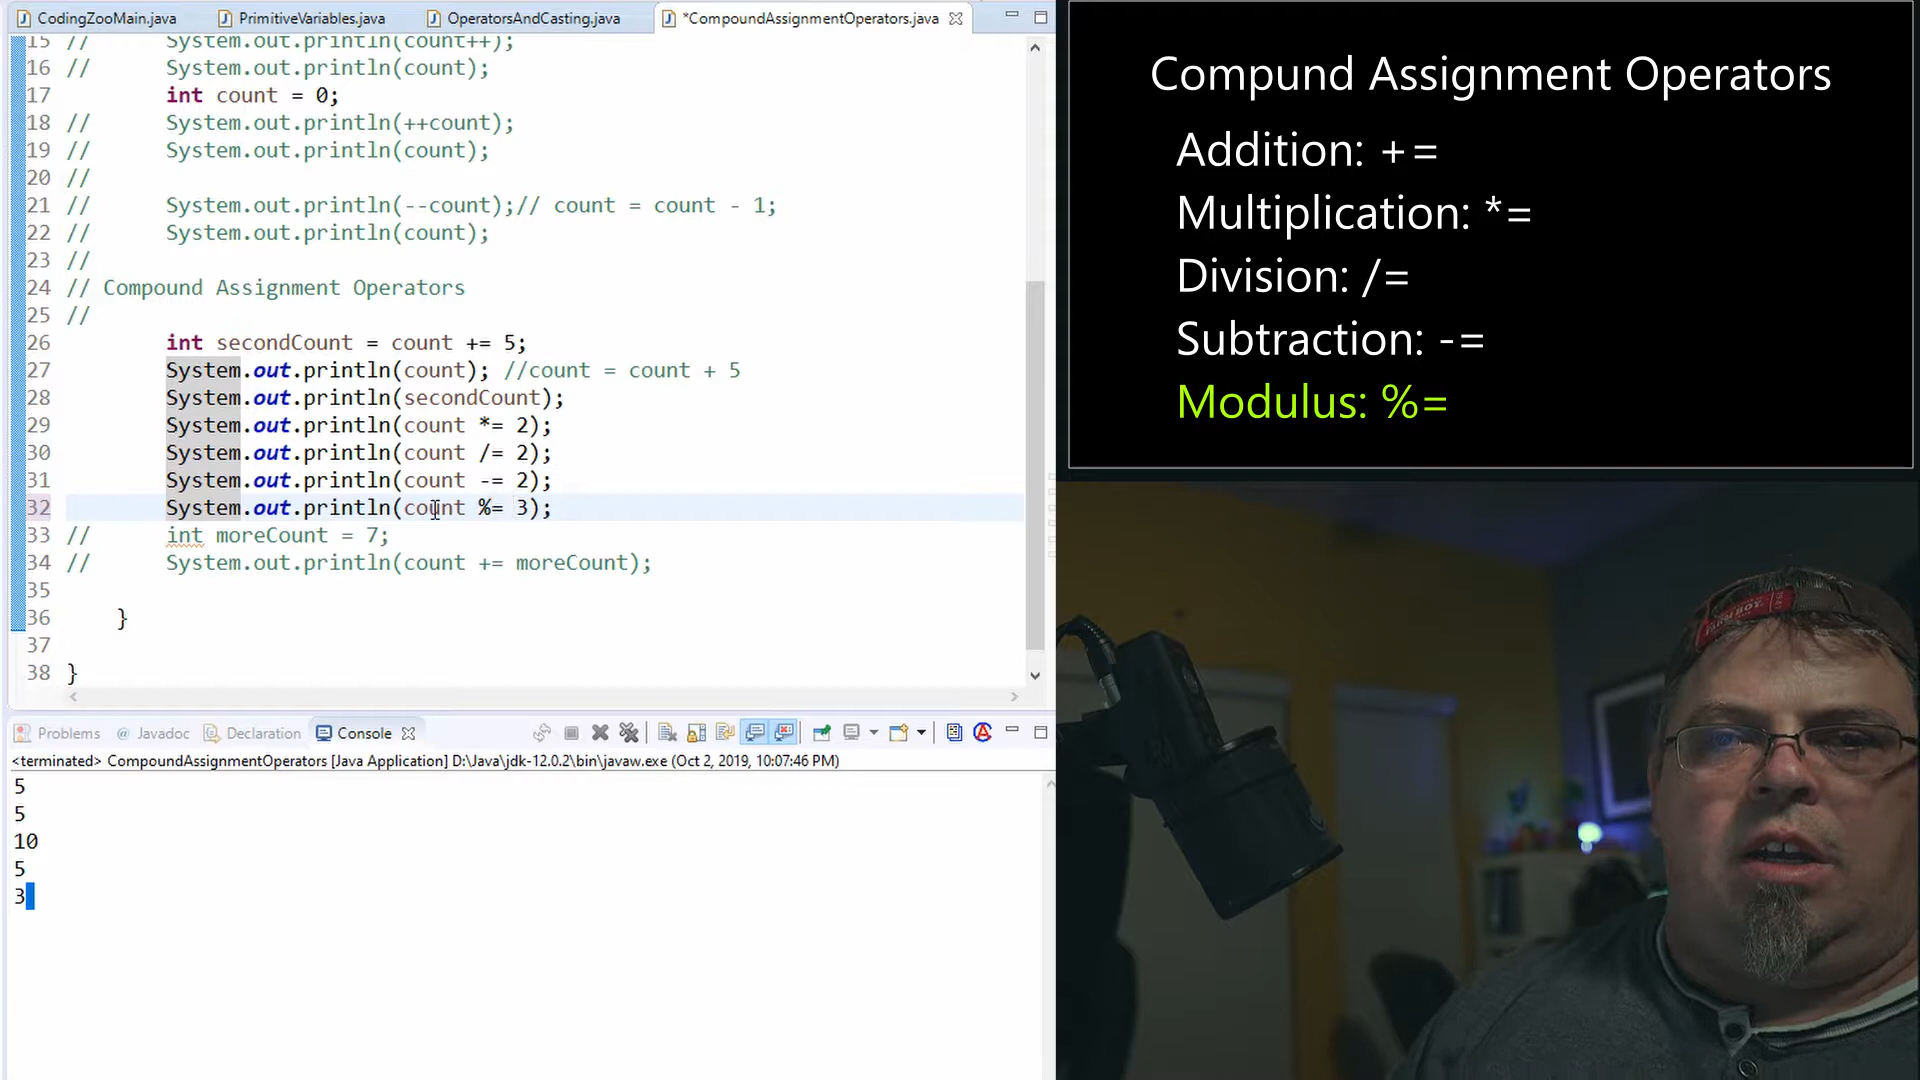 CodingZooMain.java PrimitiveVariables.java OperatorsAndCasting.java *CompoundAssignmentOperators.java
15 // System.out.println(count++);
16 // System.out.println(count);
17 int count = 0;
18 // System.out.println(++count);
19 // System.out.println(count);
20 //
21 // System.out.println(--count);// count = count - 1;
22 // System.out.println(count);
23 //
24 // Compound Assignment Operators
25 //
26 int secondCount = count += 5;
27 System.out.println(count); //count = count + 5
28 System.out.println(secondCount);
29 System.out.println(count *= 2);
30 System.out.println(count /= 2);
31 System.out.println(count -= 2);
32 System.out.println(count %= 3);
33 // int moreCount = 7;
34 // System.out.println(count += moreCount);
35
36 }
37
38 }
Problems @ Javadoc Declaration Console
<terminated> CompoundAssignmentOperators [Java Application] D:\Java\jdk-12.0.2\bin\javaw.exe (Oct 2, 2019, 10:07:46 PM)
5
5
10
5
3
Compund Assignment Operators
Addition: +=
Multiplication: *=
Division: /=
Subtraction: -=
Modulus: %=